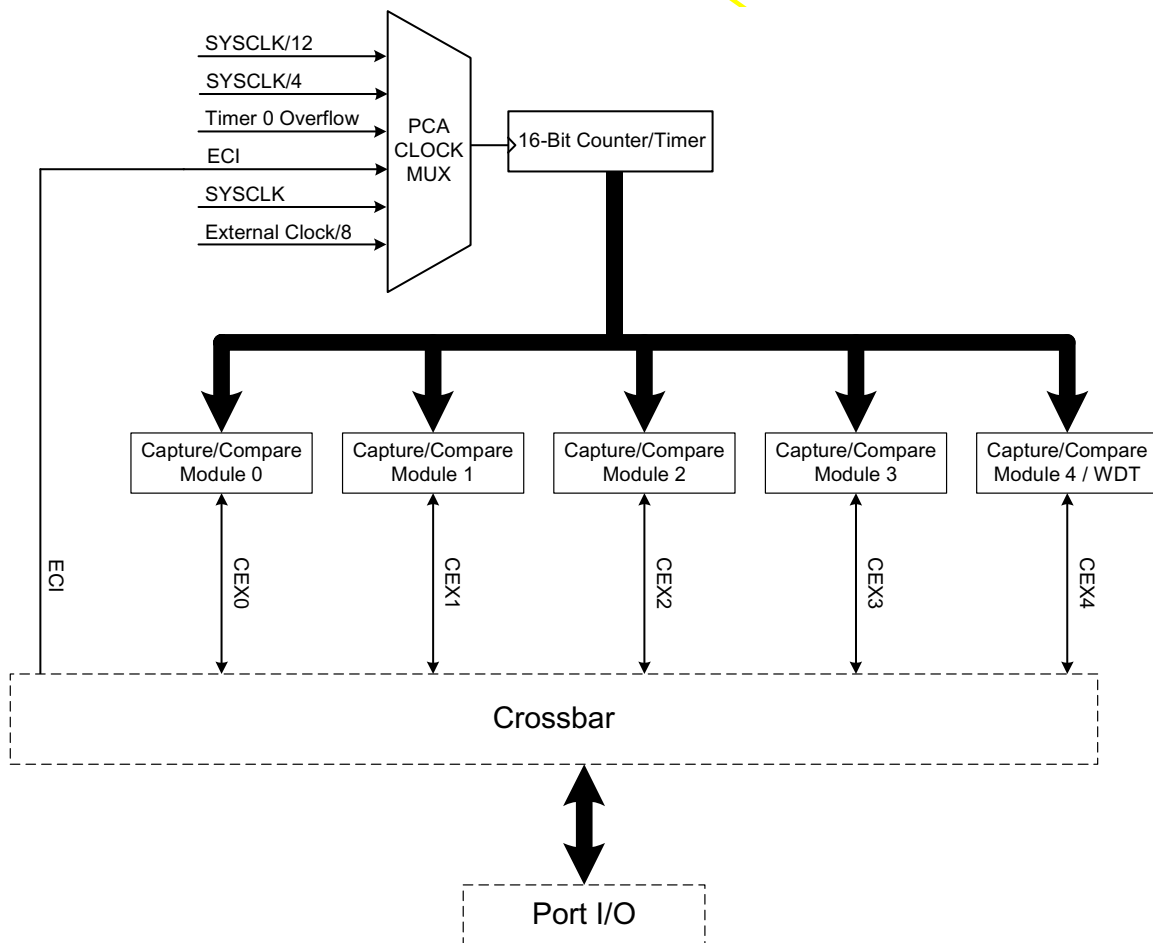 SYSCLK/12
SYSCLK/4
Timer 0 Overflow
ECI
SYSCLK
External Clock/8
PCA
CLOCK
MUX
16-Bit Counter/Timer
Capture/Compare
Module 0
Capture/Compare
Module 1
Capture/Compare
Module 2
Capture/Compare
Module 3
Capture/Compare
Module 4 / WDT
ECI
CEX0
CEX1
CEX2
CEX3
CEX4
Crossbar
Port I/O